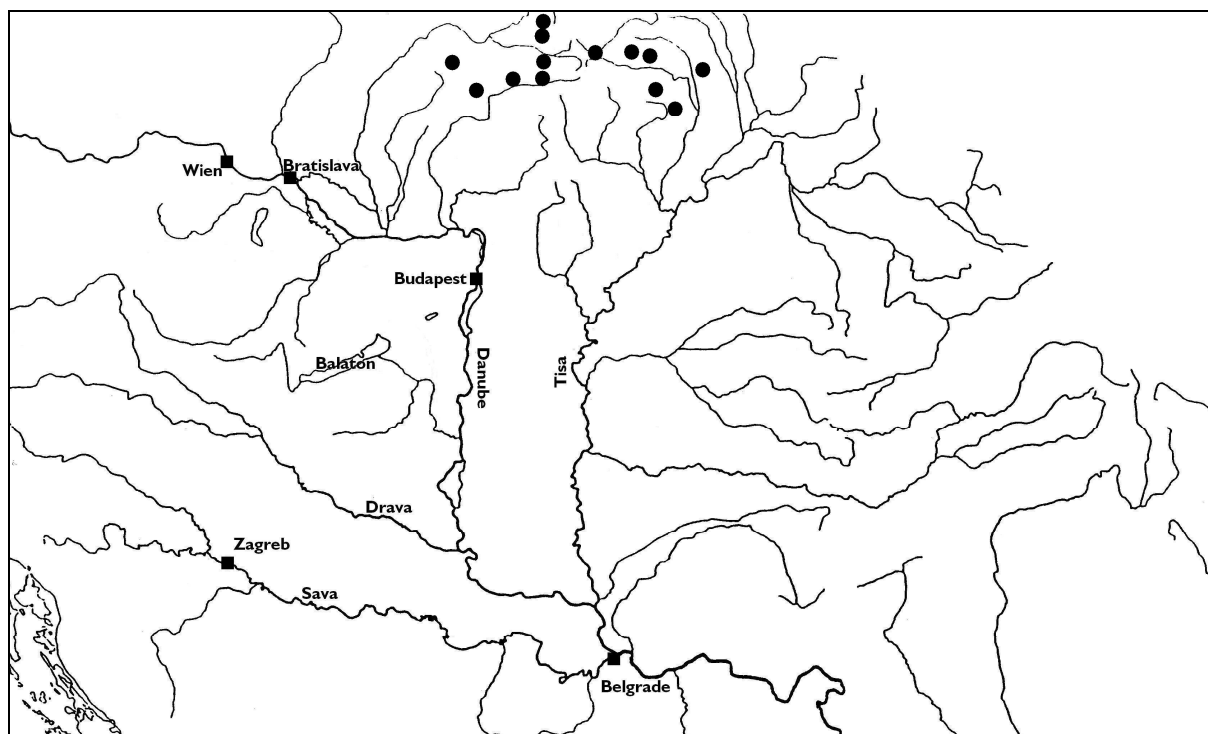 Wien
Bratislava
Budapest
Balaton
Danube
Tisa
Drava
Zagreb
Sava
Belgrade